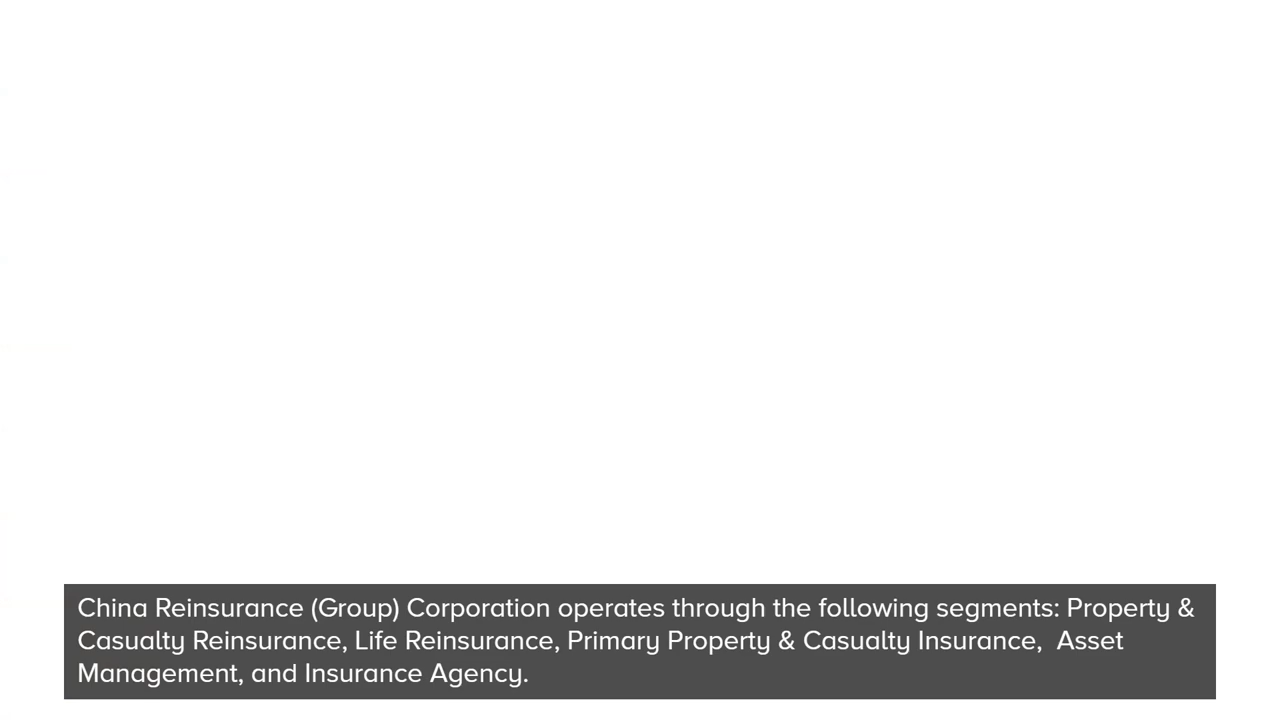 China Reinsurance (Group) Corporation operates through the following segments: Property &
Casualty Reinsurance, Life Reinsurance, Primary Property & Casualty Insurance,  Asset
Management, and Insurance Agency.